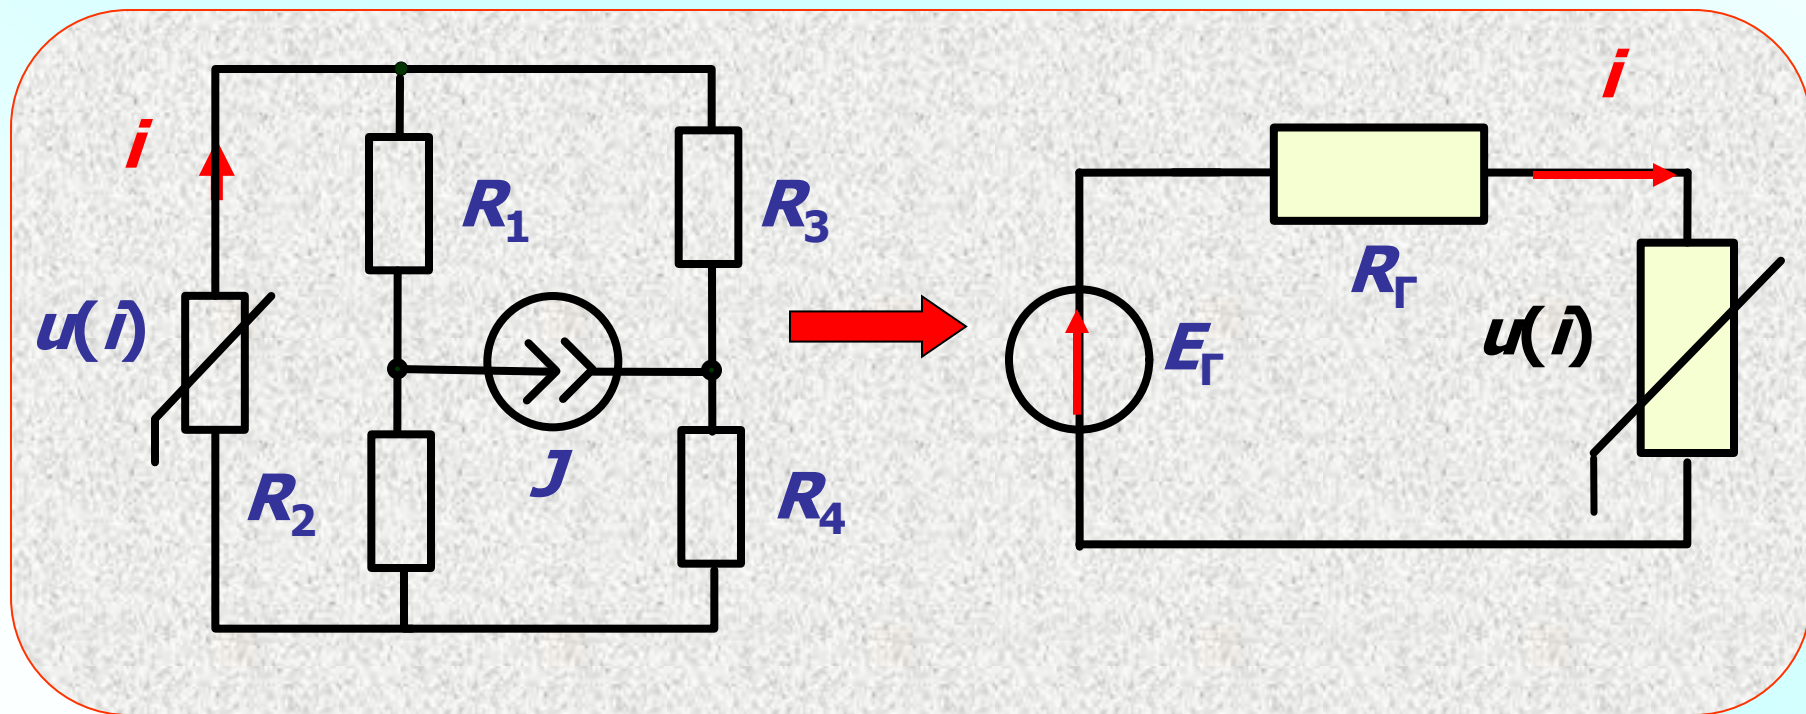 i
R1
R3
u(i)
J
R2
R4
i
RГ
EГ
u(i)